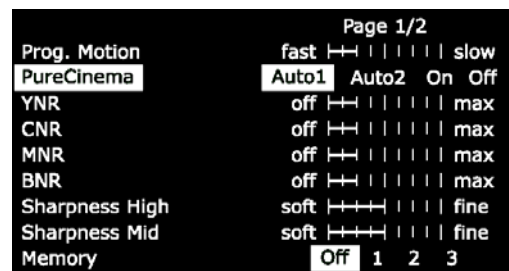 Page 1/2
Prog. Motion fast slow
PureCinema Auto1 Auto2 On Off
YNR off max
CNR off max
MNR off max
BNR off max
Sharpness High soft fine
Sharpness Mid soft fine
Memory Off 1 2 3